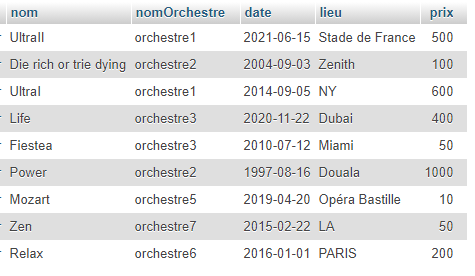 nom nomOrchestre date lieu prix
UltraII orchestre1 2021-06-15 Stade de France 500
Die rich or trie dying orchestre2 2004-09-03 Zenith 100
UltraI orchestre1 2014-09-05 NY 600
Life orchestre3 2020-11-22 Dubai 400
Fiestea orchestre3 2010-07-12 Miami 50
Power orchestre2 1997-08-16 Douala 1000
Mozart orchestre5 2019-04-20 Opéra Bastille 10
Zen orchestre7 2015-02-22 LA 50
Relax orchestre6 2016-01-01 PARIS 200